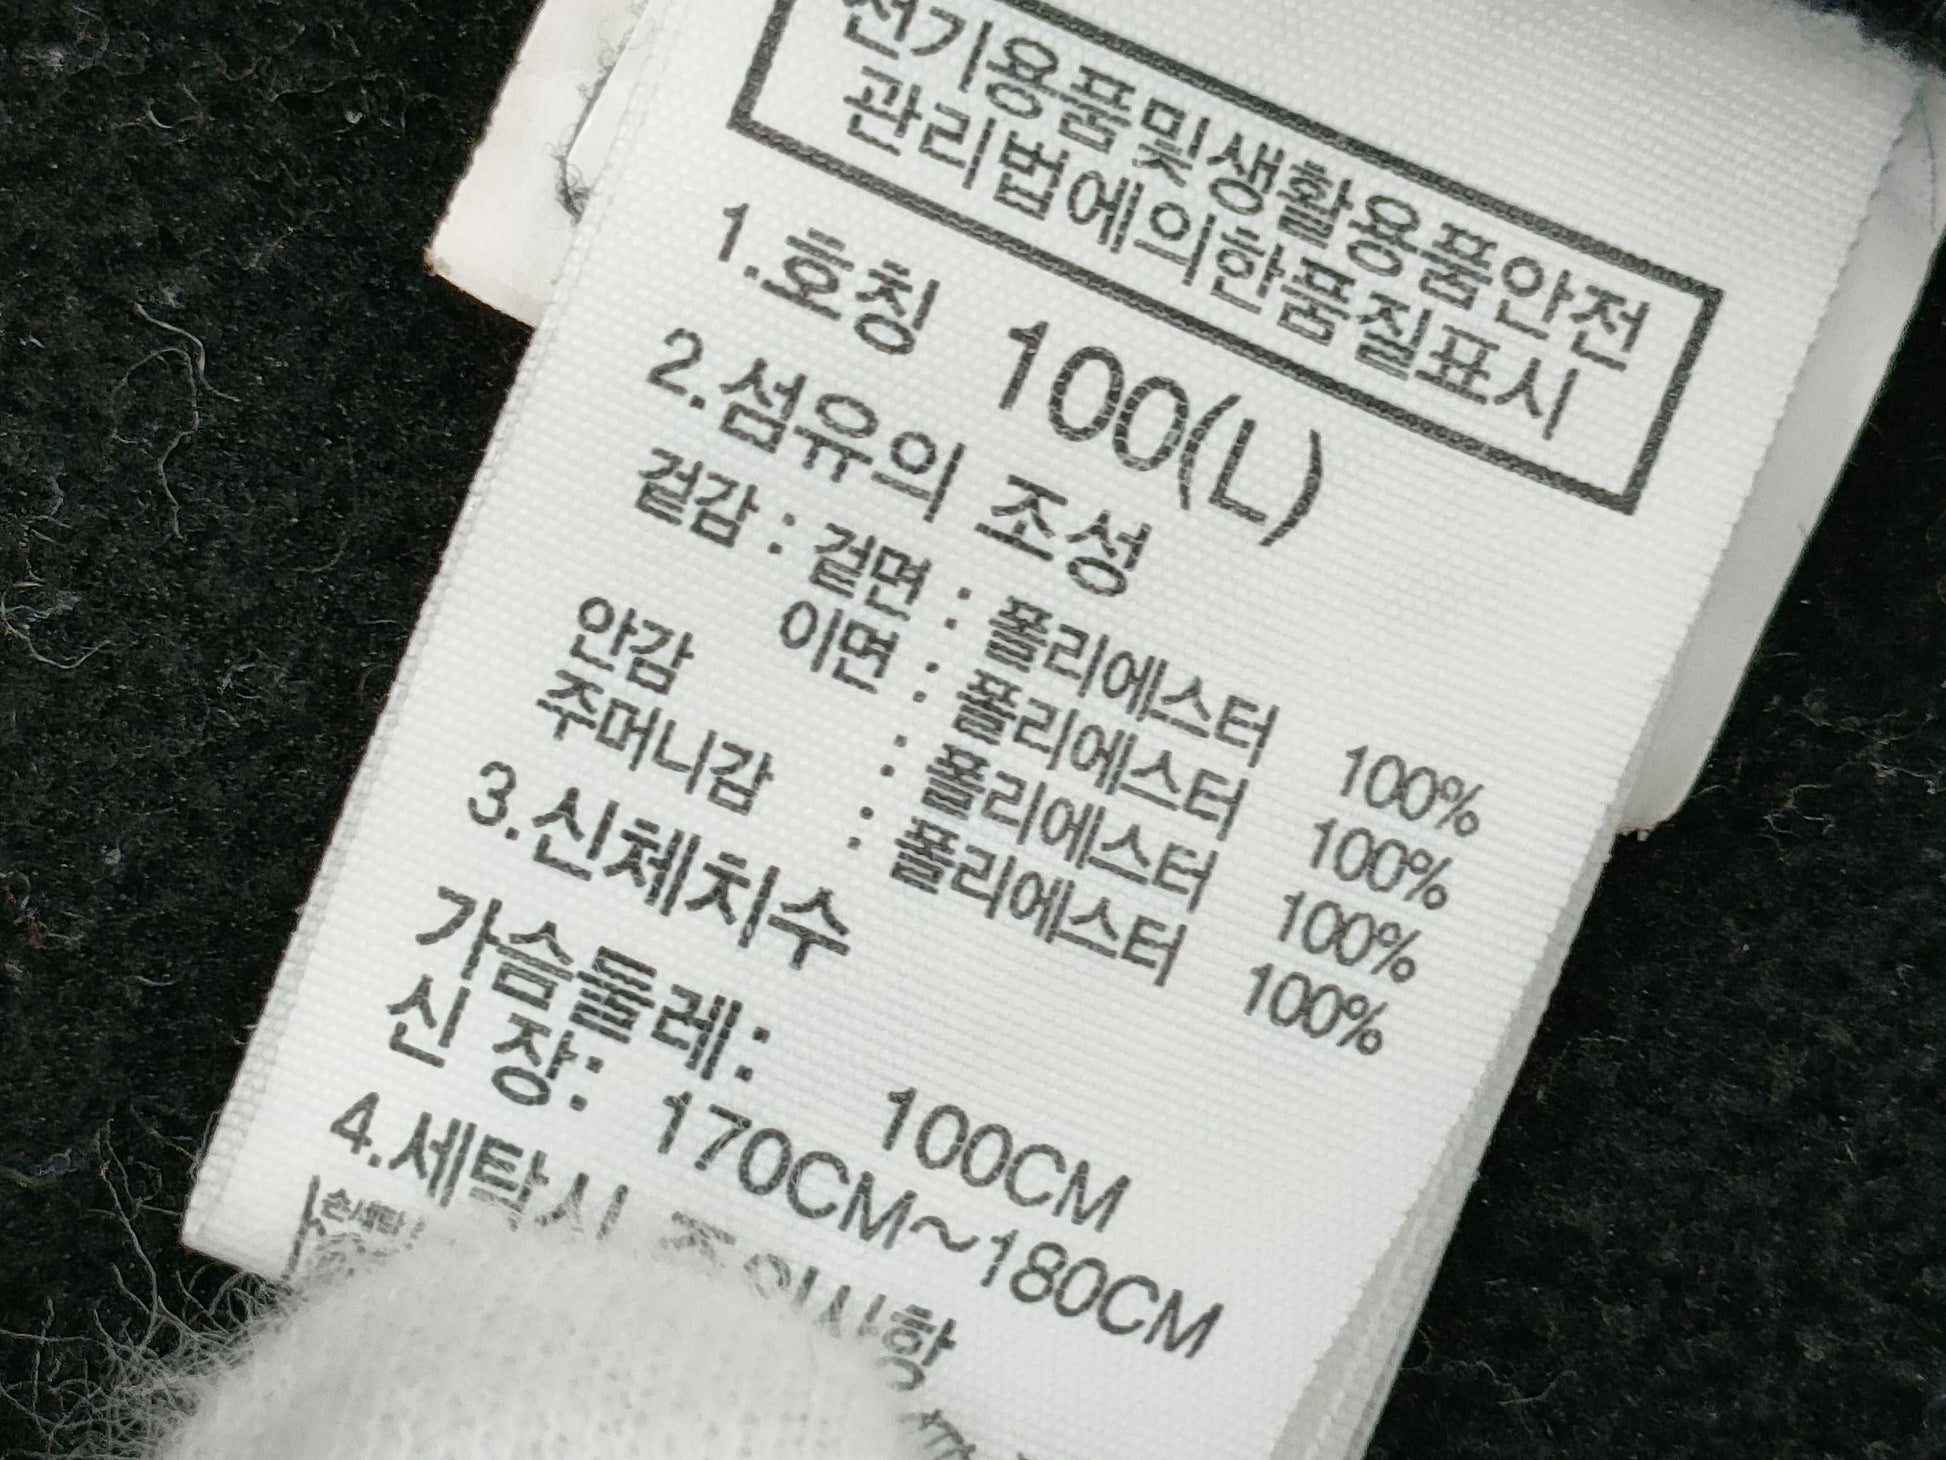 전기용품및생활용품안전
관리법에의한품질표시
1.호칭 100(L)
2.섬유의 조성
겉감 : 겉면 : 폴리에스터 100%
이면 : 폴리에스터 100%
안감 : 폴리에스터 100%
주머니감 : 폴리에스터 100%
3.신체치수
가슴둘레: 100CM
신 장: 170CM~180CM
4.세탁시 주의사항